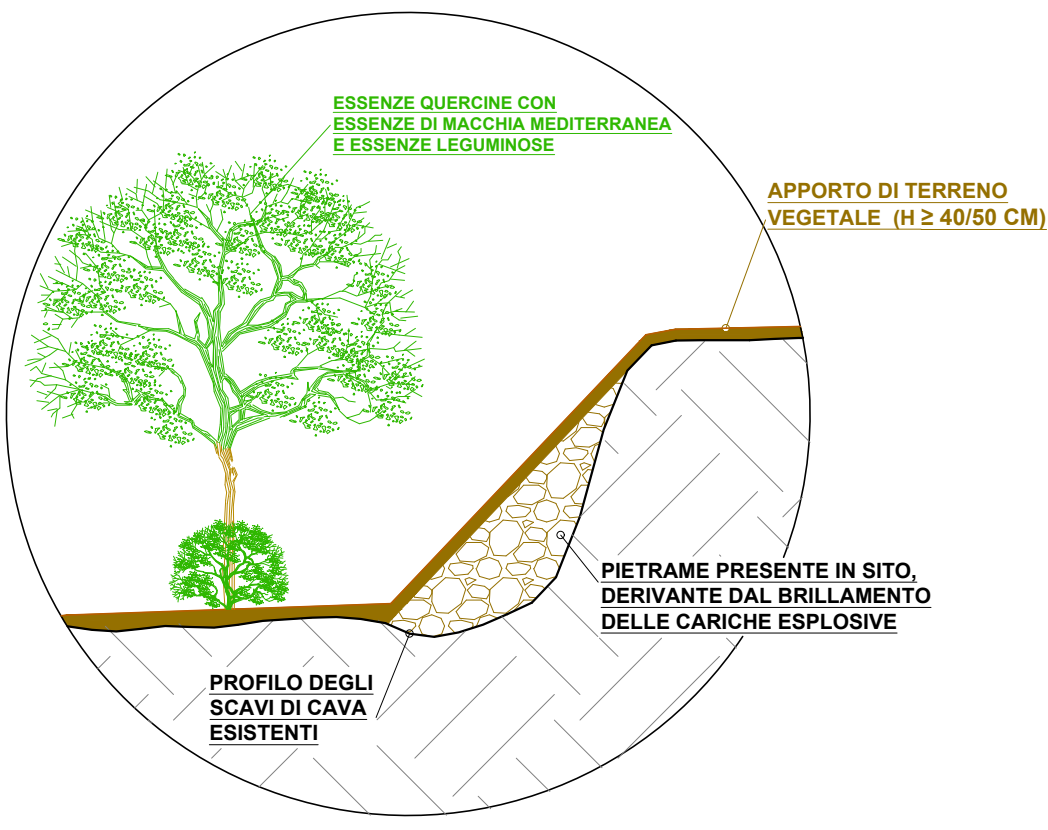 ESSENZE QUERCINE CON
ESSENZE DI MACCHIA MEDITERRANEA
E ESSENZE LEGUMINOSE
APPORTO DI TERRENO
VEGETALE (H ≥ 40/50 CM)
PIETRAME PRESENTE IN SITO,
DERIVANTE DAL BRILLAMENTO
DELLE CARICHE ESPLOSIVE
PROFILO DEGLI
SCAVI DI CAVA
ESISTENTI